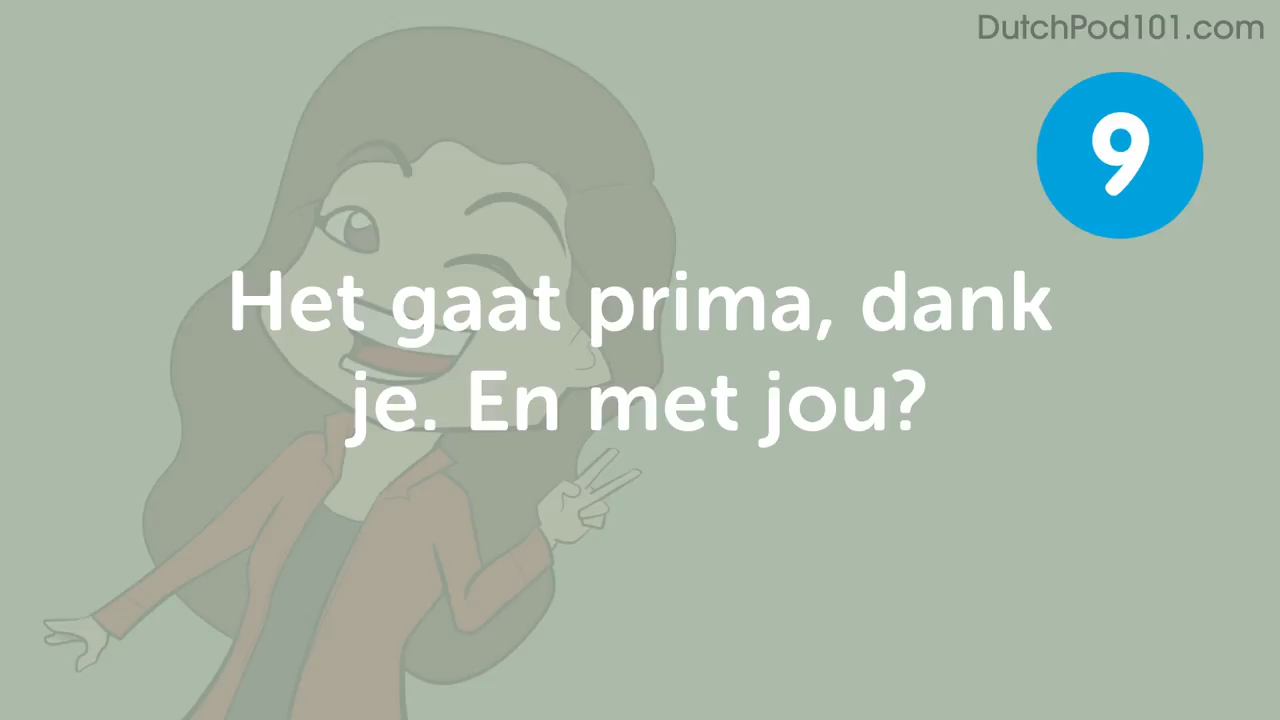 DutchPod101.com
9
Het gaat prima, dank
je. En met jou?